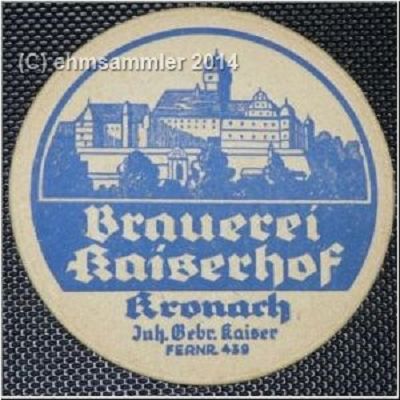 (C) ehmsammler 2014
Brauerei
Kaiserhof
Kronach
Inh. Gebr. Kaiser
FERNR. 439